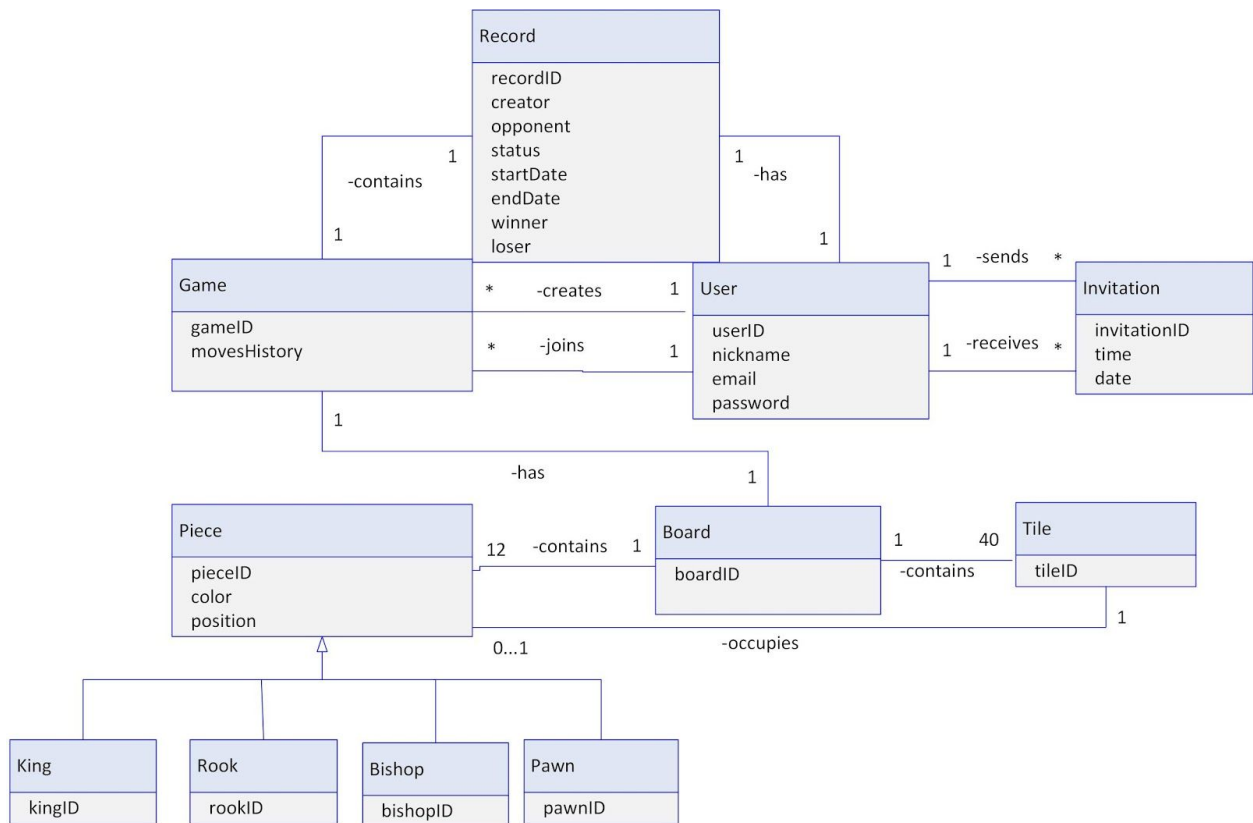 Record
recordID
creator
opponent
status
startDate
endDate
winner
loser
1
-contains
1
1
-has
1
Game
gameID
movesHistory
* -creates 1
* -joins 1
User
userID
nickname
email
password
1 -sends *
1 -receives *
Invitation
invitationID
time
date
1
-has
1
Piece
pieceID
color
position
12 -contains 1
Board
boardID
1 40
-contains
Tile
tileID
0...1
-occupies
1
King
kingID
Rook
rookID
Bishop
bishopID
Pawn
pawnID